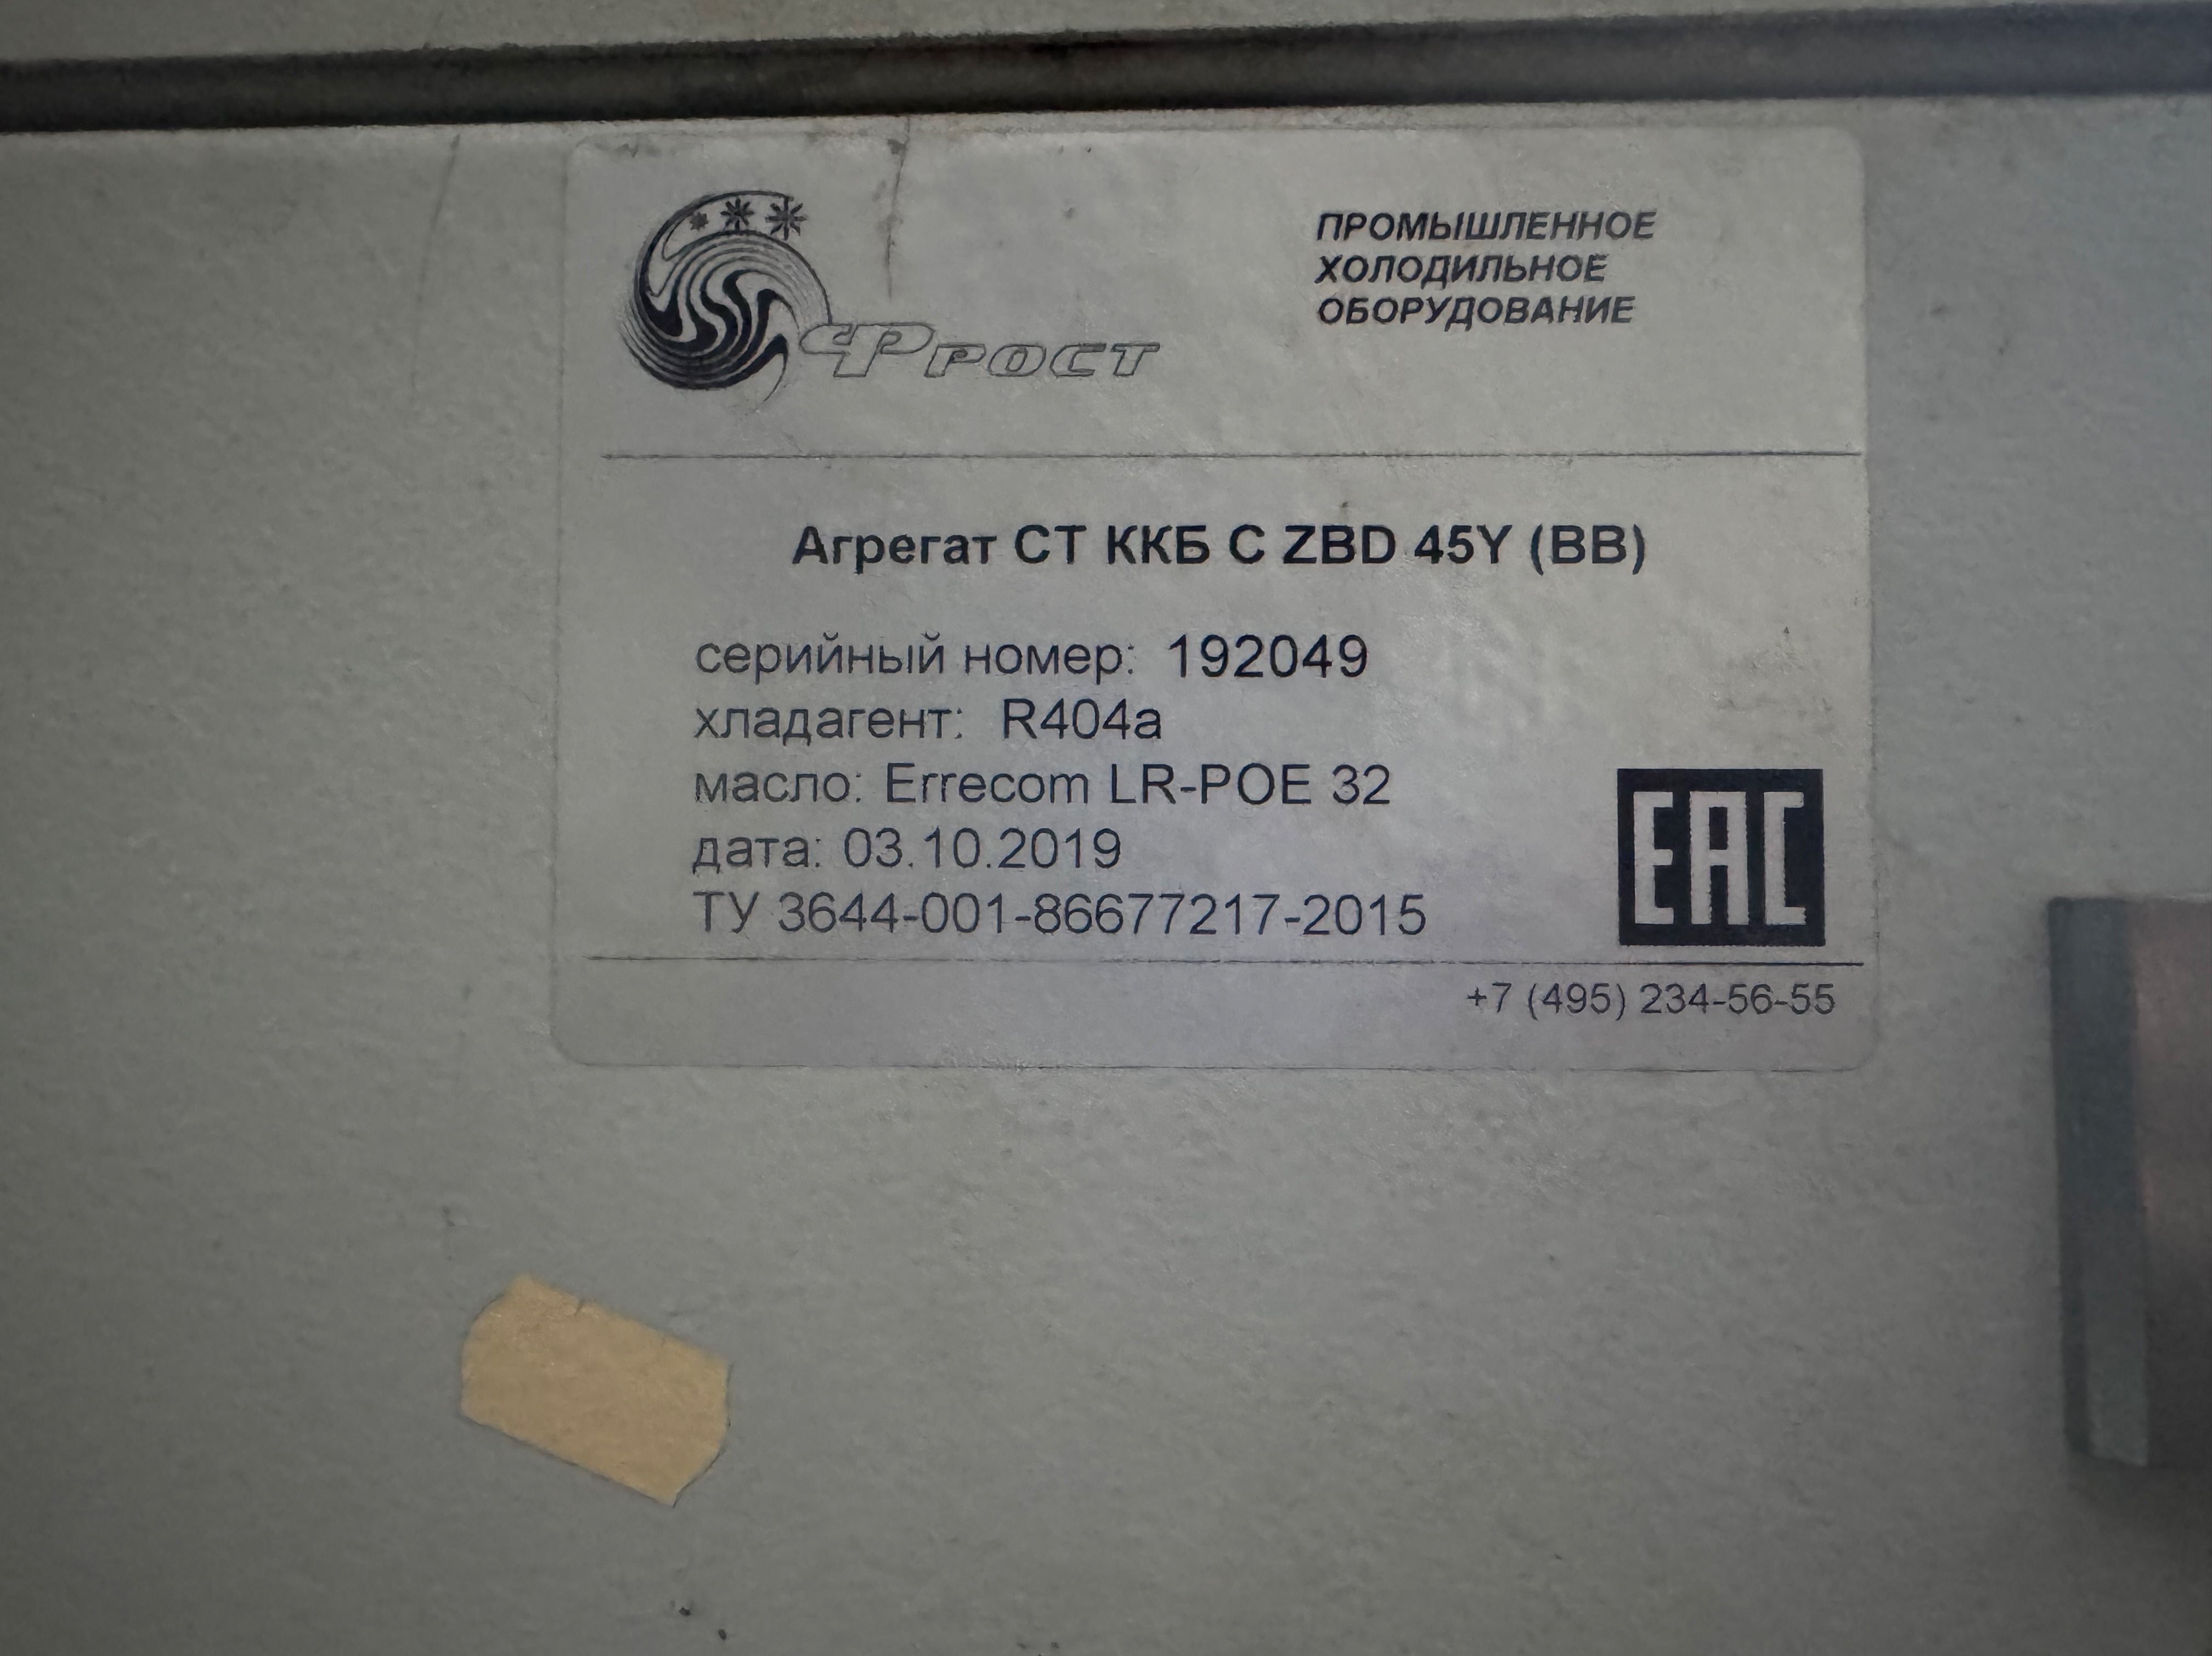 Фрост
ПРОМЫШЛЕННОЕ
ХОЛОДИЛЬНОЕ
ОБОРУДОВАНИЕ
Агрегат СТ ККБ С ZBD 45Y (BB)
серийный номер: 192049
хладагент: R404a
масло: Errecom LR-POE 32
дата: 03.10.2019
ТУ 3644-001-86677217-2015
EAC
+7 (495) 234-56-55